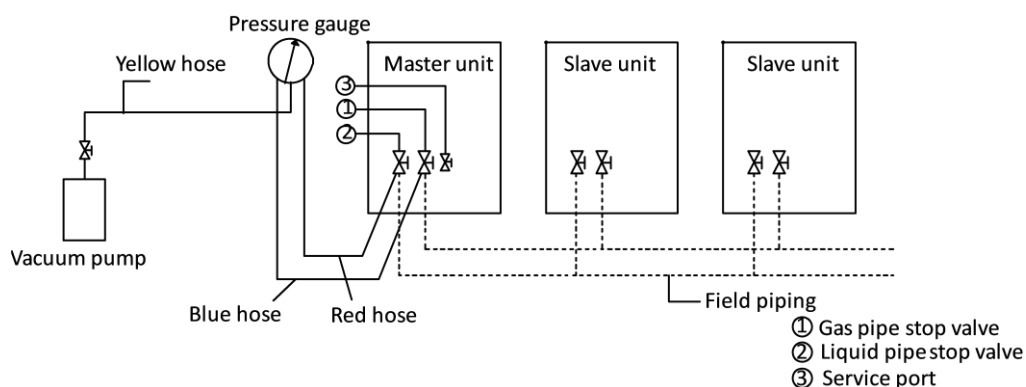 Pressure gauge
Yellow hose
Master unit
Slave unit
Slave unit
③
①
②
Vacuum pump
Blue hose
Red hose
Field piping
① Gas pipe stop valve
② Liquid pipe stop valve
③ Service port